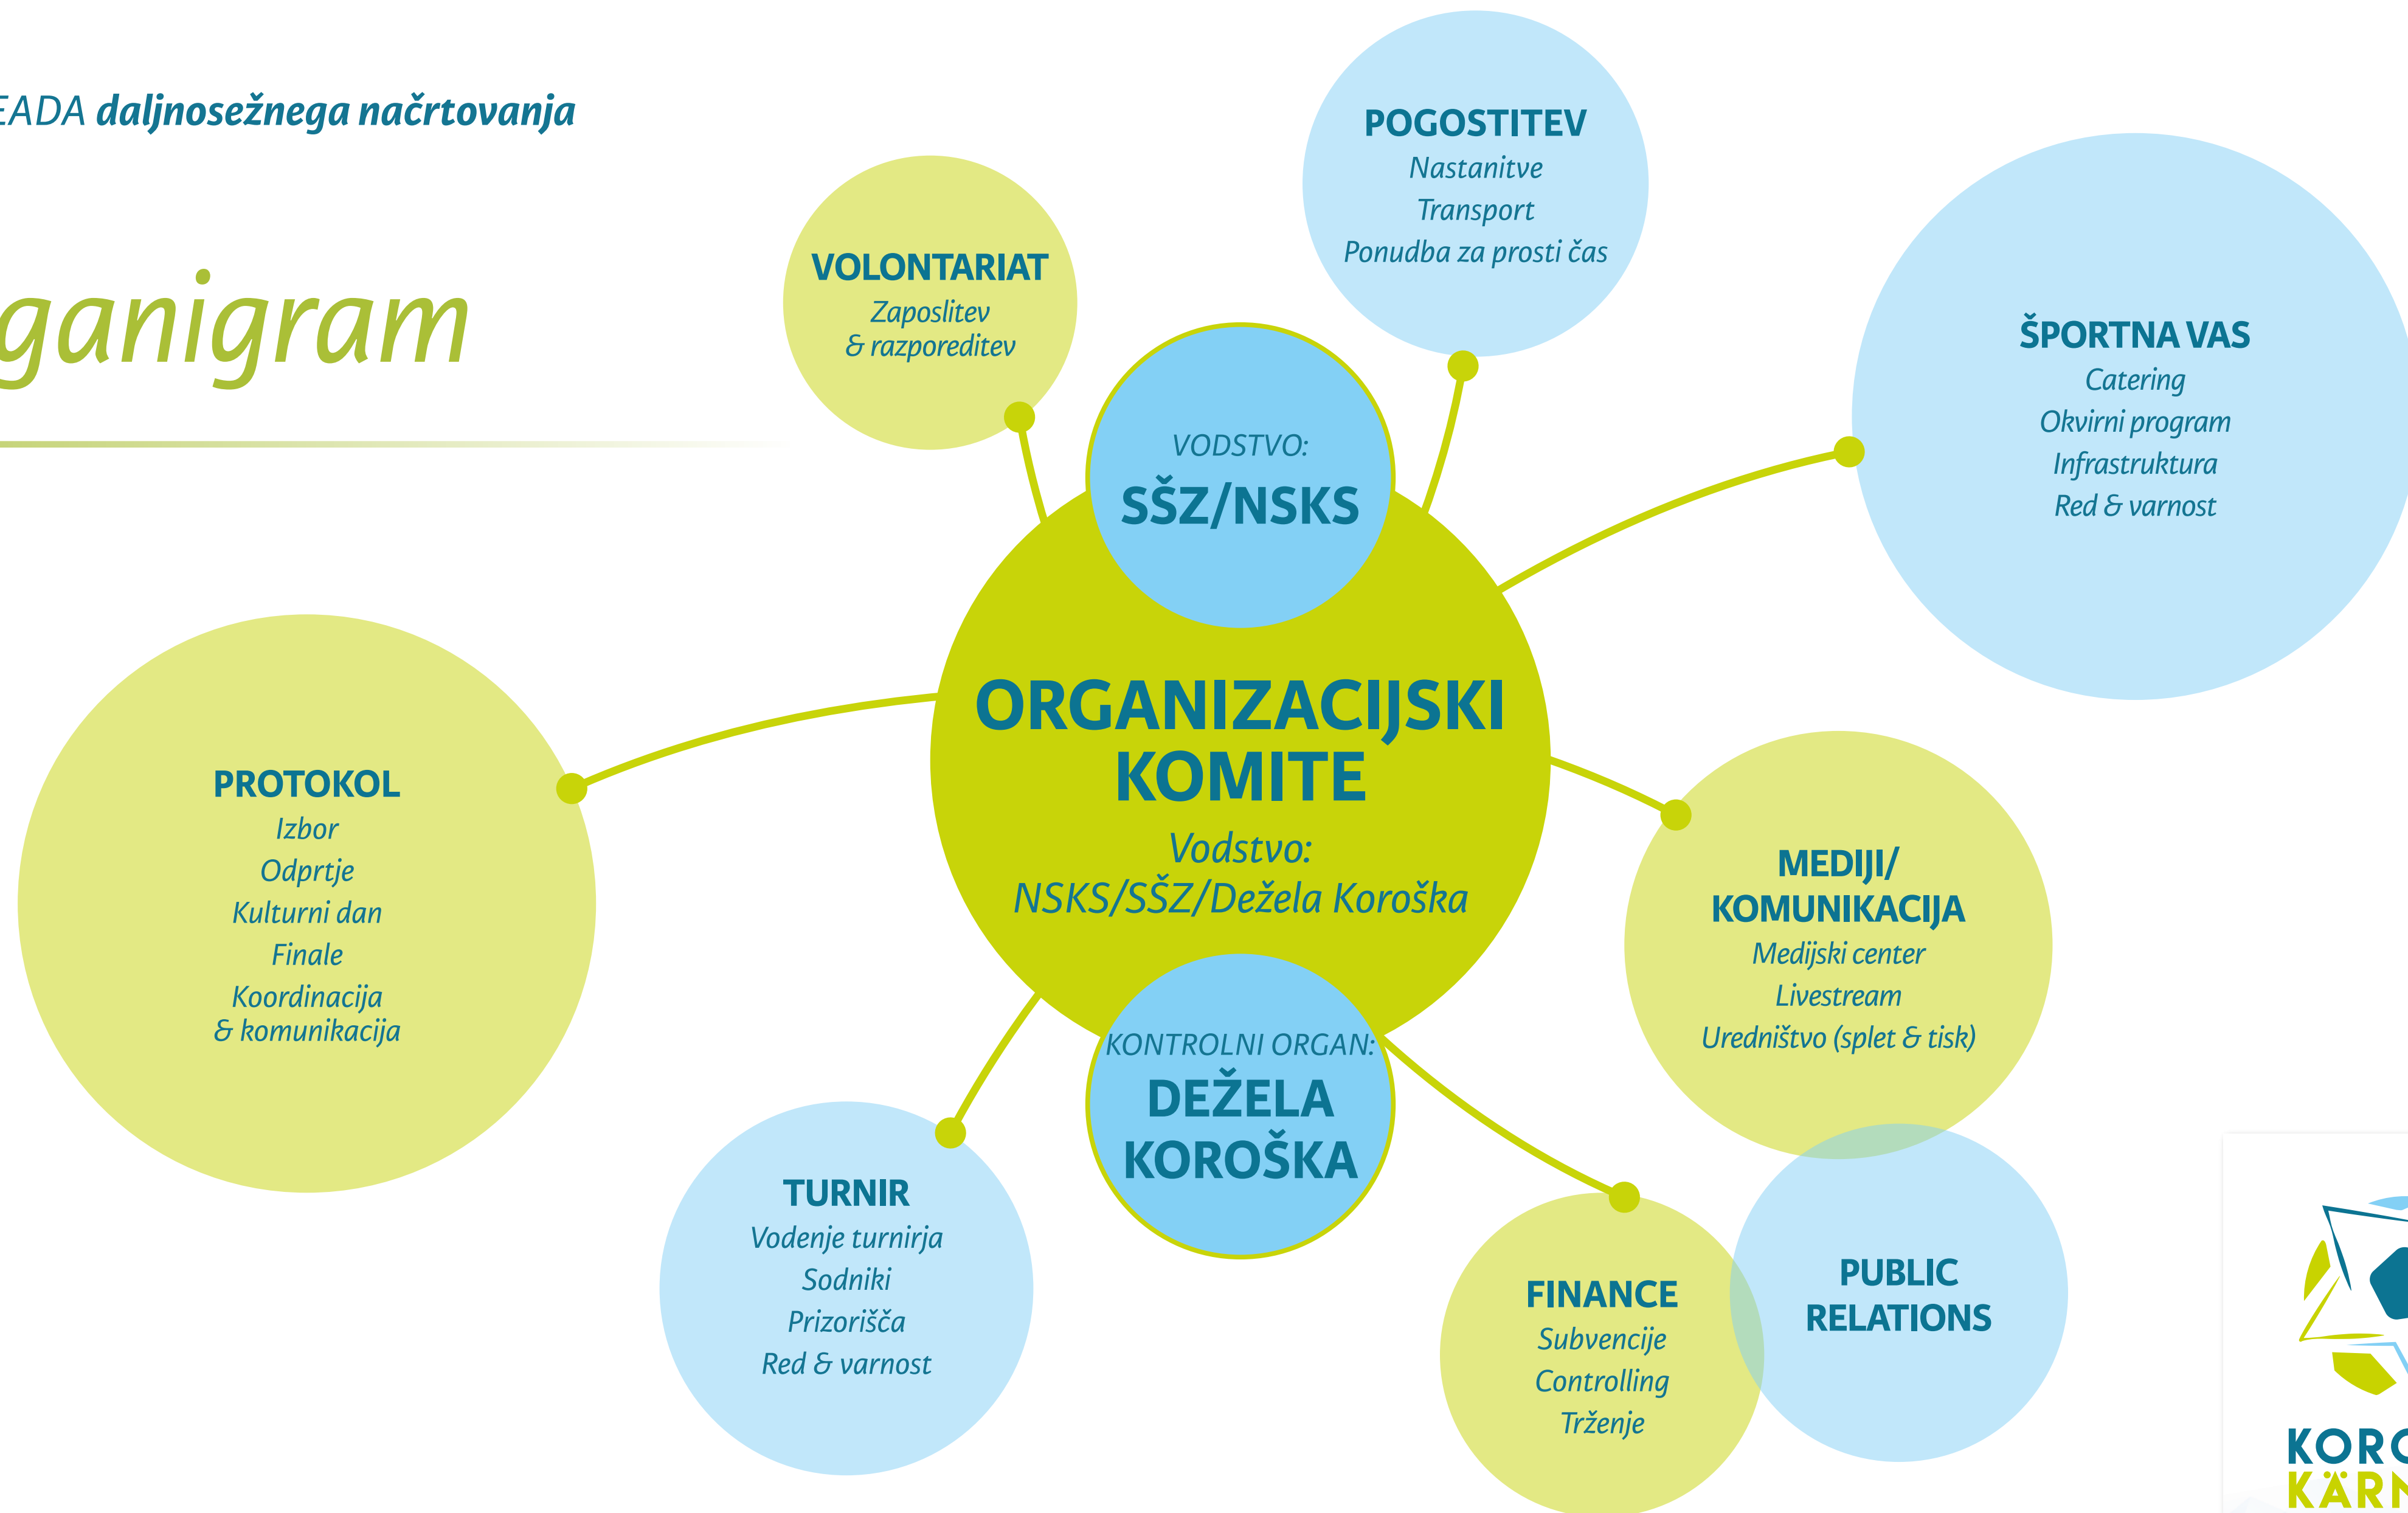 EADA daljnosežnega načrtovanja
ganigram
VOLONTARIAT
Zaposlitev
& razporeditev
POGOSTITEV
Nastanitve
Transport
Ponudba za prosti čas
ŠPORTNA VAS
Catering
Okvirni program
Infrastruktura
Red & varnost
VODSTVO:
SŠZ/NSKS
ORGANIZACIJSKI
KOMITE
Vodstvo:
NSKS/SŠZ/Dežela Koroška
KONTROLNI ORGAN:
DEŽELA
KOROŠKA
PROTOKOL
Izbor
Odprtje
Kulturni dan
Finale
Koordinacija
& komunikacija
MEDIJI/
KOMUNIKACIJA
Medijski center
Livestream
Uredništvo (splet & tisk)
TURNIR
Vodenje turnirja
Sodniki
Prizorišča
Red & varnost
FINANCE
Subvencije
Controlling
Trženje
PUBLIC
RELATIONS
KORO
KÄRN